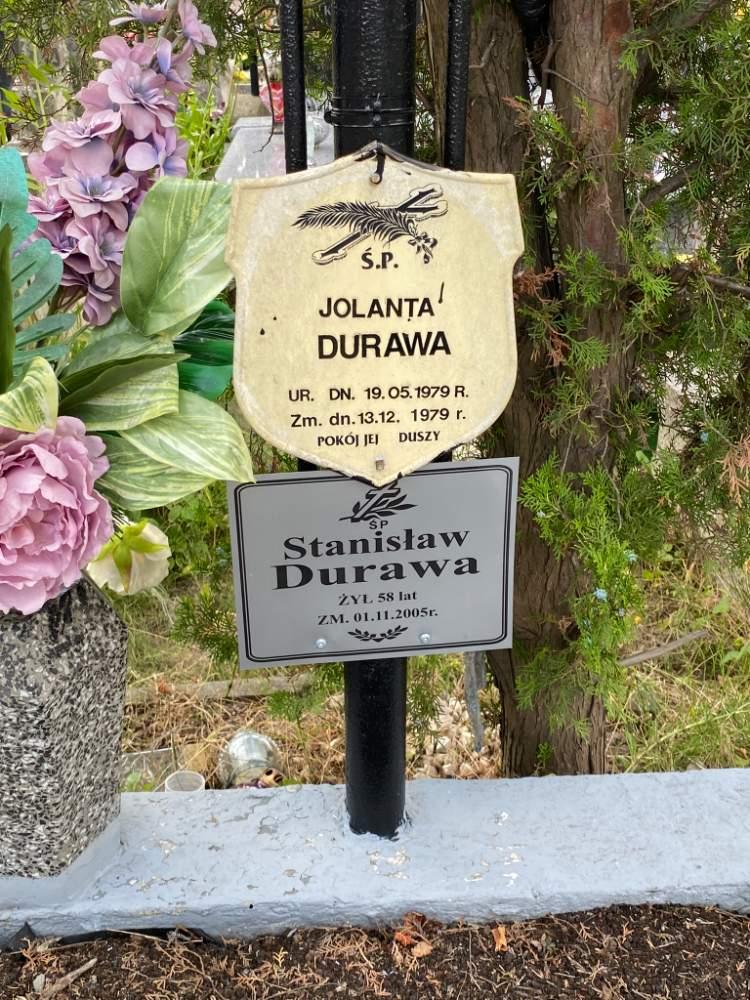 Ś.P.
JOLANTA
DURAWA
UR. DN. 19.05.1979 R.
Zm. dn. 13.12. 1979 r.
POKÓJ JEJ DUSZY
ŚP
Stanisław
Durawa
ŻYŁ 58 lat
ZM. 01.11.2005r.